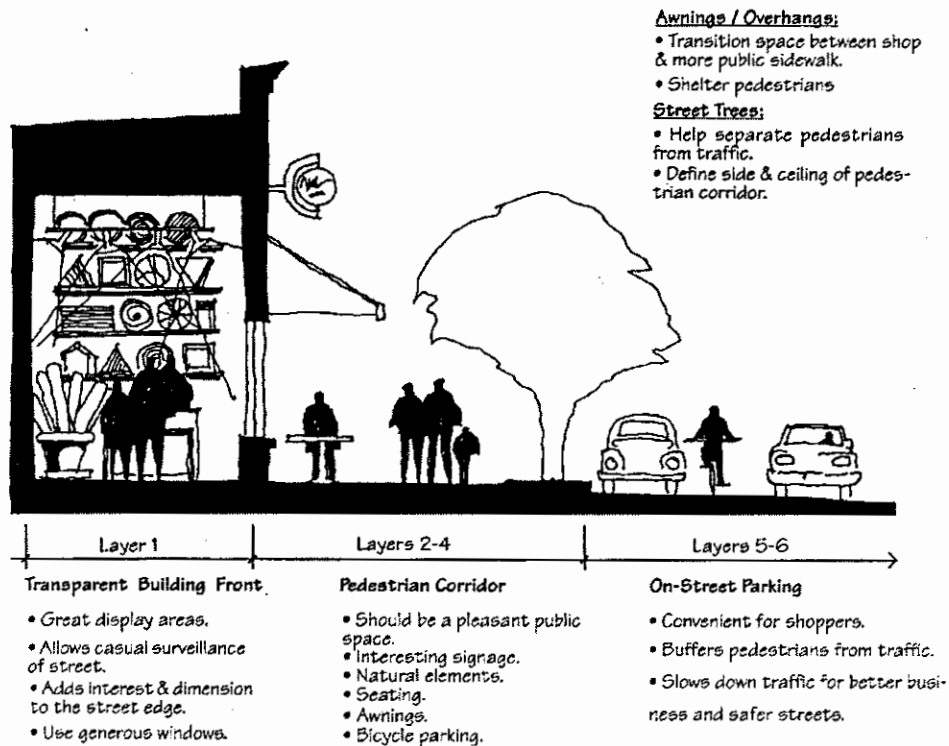 Awnings / Overhangs:
• Transition space between shop
& more public sidewalk.
• Shelter pedestrians
Street Trees:
• Help separate pedestrians
from traffic.
• Define side & ceiling of pedes-
trian corridor.
Layer 1
Layers 2-4
Layers 5-6
Transparent Building Front
• Great display areas.
• Allows casual surveillance
of street.
• Adds interest & dimension
to the street edge.
• Use generous windows.
Pedestrian Corridor
• Should be a pleasant public
space.
• Interesting signage.
• Natural elements.
• Seating.
• Awnings.
• Bicycle parking.
On-Street Parking
• Convenient for shoppers.
• Buffers pedestrians from traffic.
• Slows down traffic for better busi-
ness and safer streets.